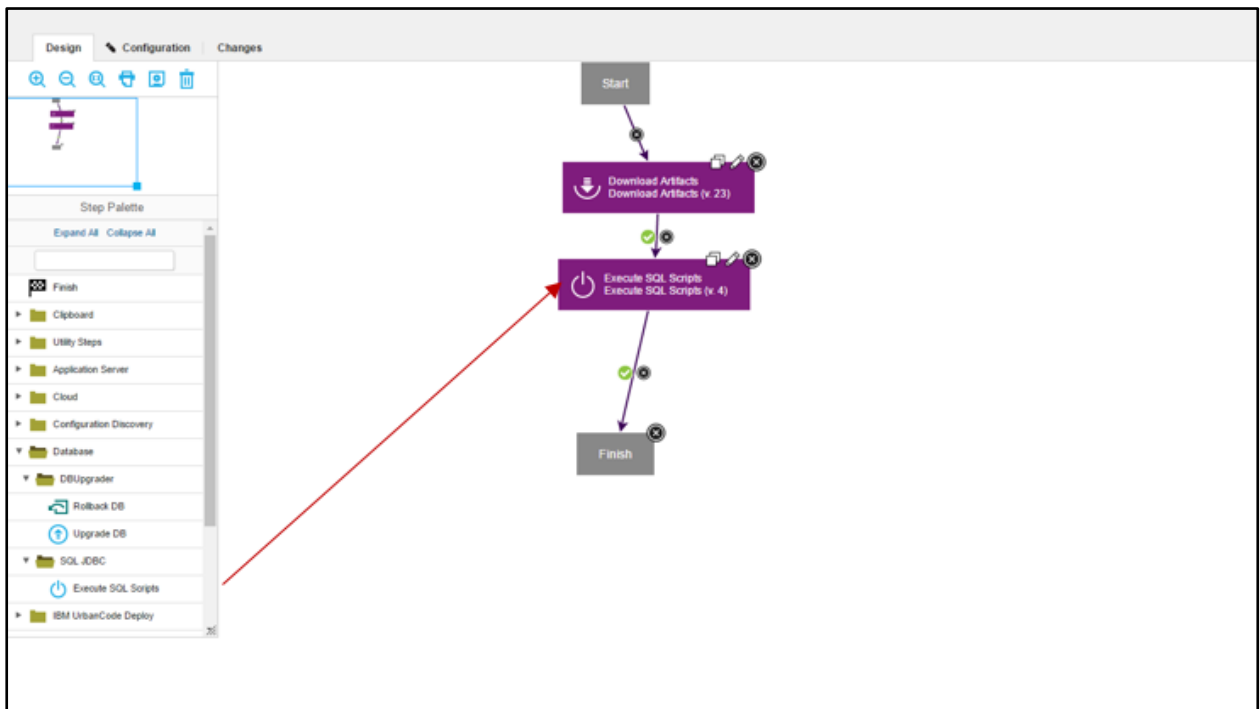 Design
Configuration
Changes
Step Palette
Expand All Collapse All
Finish
Clipboard
Utility Steps
Application Server
Cloud
Configuration Discovery
Database
DBUpgrader
Rollback DB
Upgrade DB
SQL JDBC
Execute SQL Scripts
IBM UrbanCode Deploy
Start
Download Artifacts
Download Artifacts (v. 23)
Execute SQL Scripts
Execute SQL Scripts (v. 4)
Finish